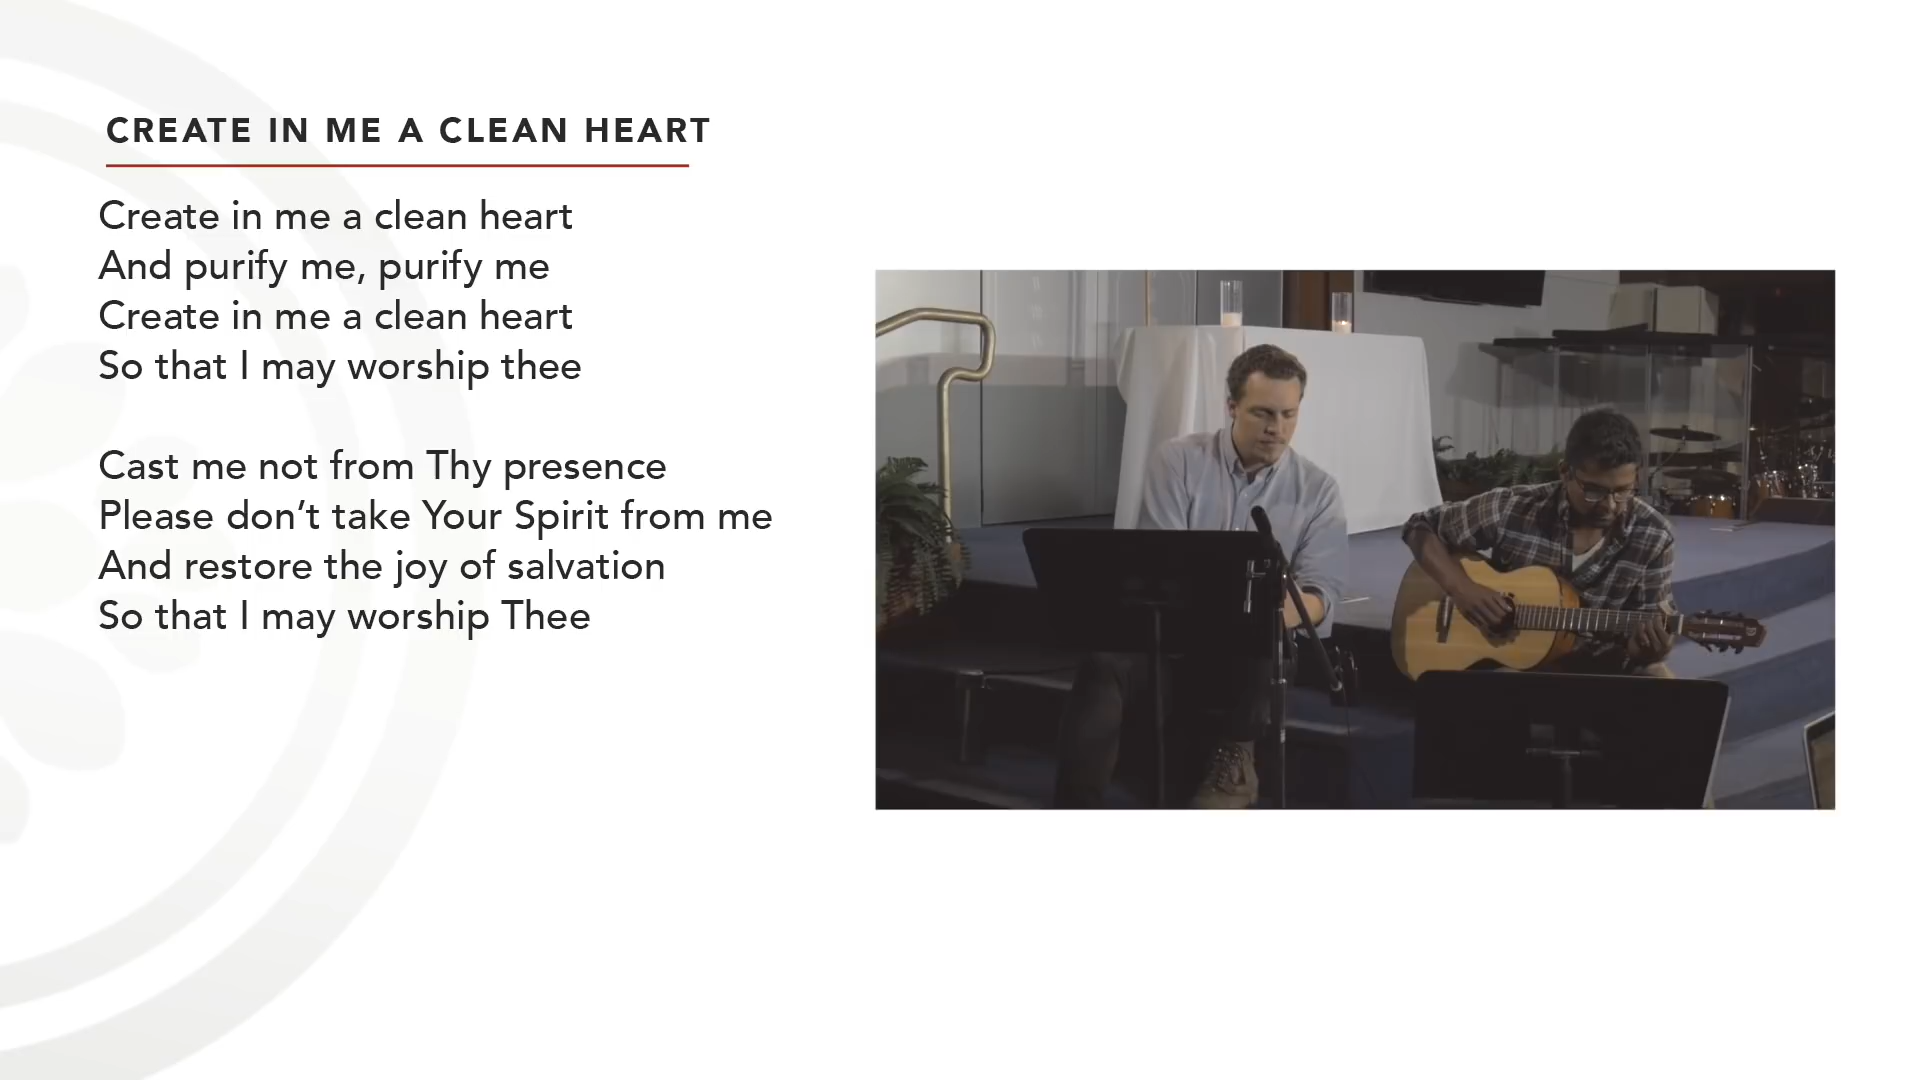 CREATE IN ME A CLEAN HEART
Create in me a clean heart
And purify me, purify me
Create in me a clean heart
So that I may worship thee
Cast me not from Thy presence
Please don’t take Your Spirit from me
And restore the joy of salvation
So that I may worship Thee